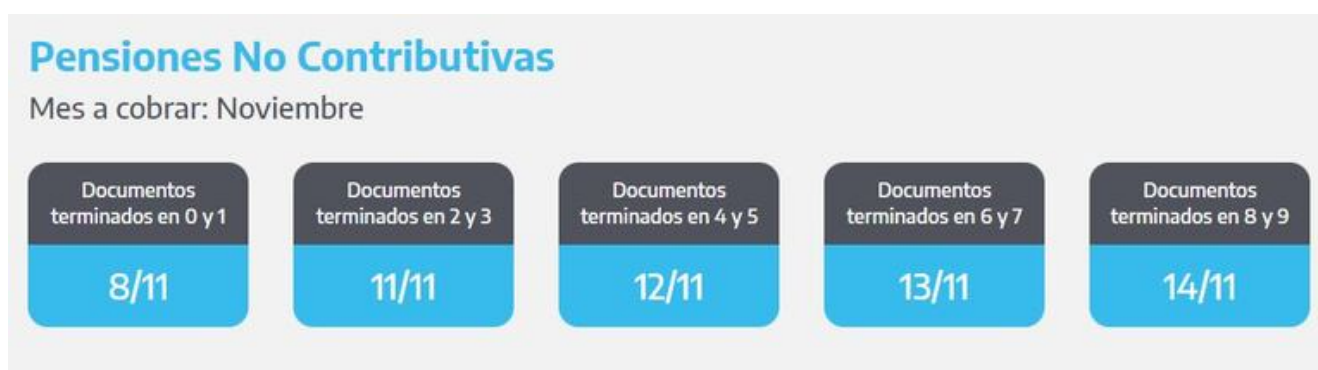 Pensiones No Contributivas
Mes a cobrar: Noviembre
Documentos
terminados en 0 y 1
8/11
Documentos
terminados en 2 y 3
11/11
Documentos
terminados en 4 y 5
12/11
Documentos
terminados en 6 y 7
13/11
Documentos
terminados en 8 y 9
14/11